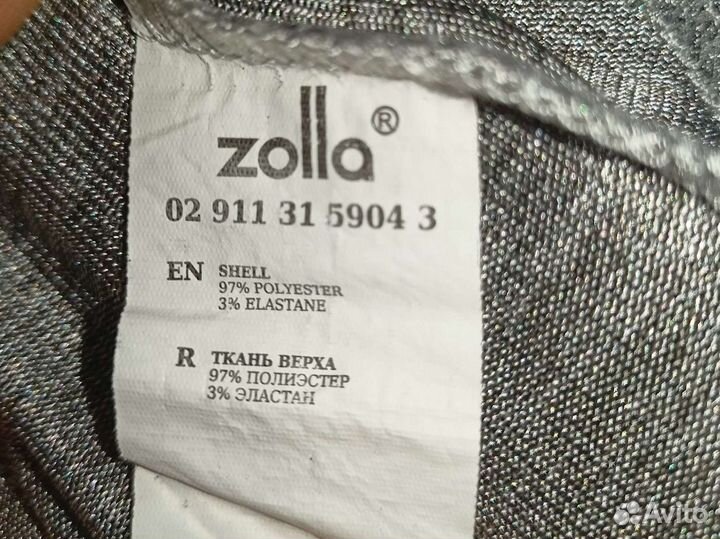 zolla®
02 911 31 5904 3
EN SHELL
97% POLYESTER
3% ELASTANE
R ТКАНЬ ВЕРХА
97% ПОЛИЭСТЕР
3% ЭЛАСТАН
Avito